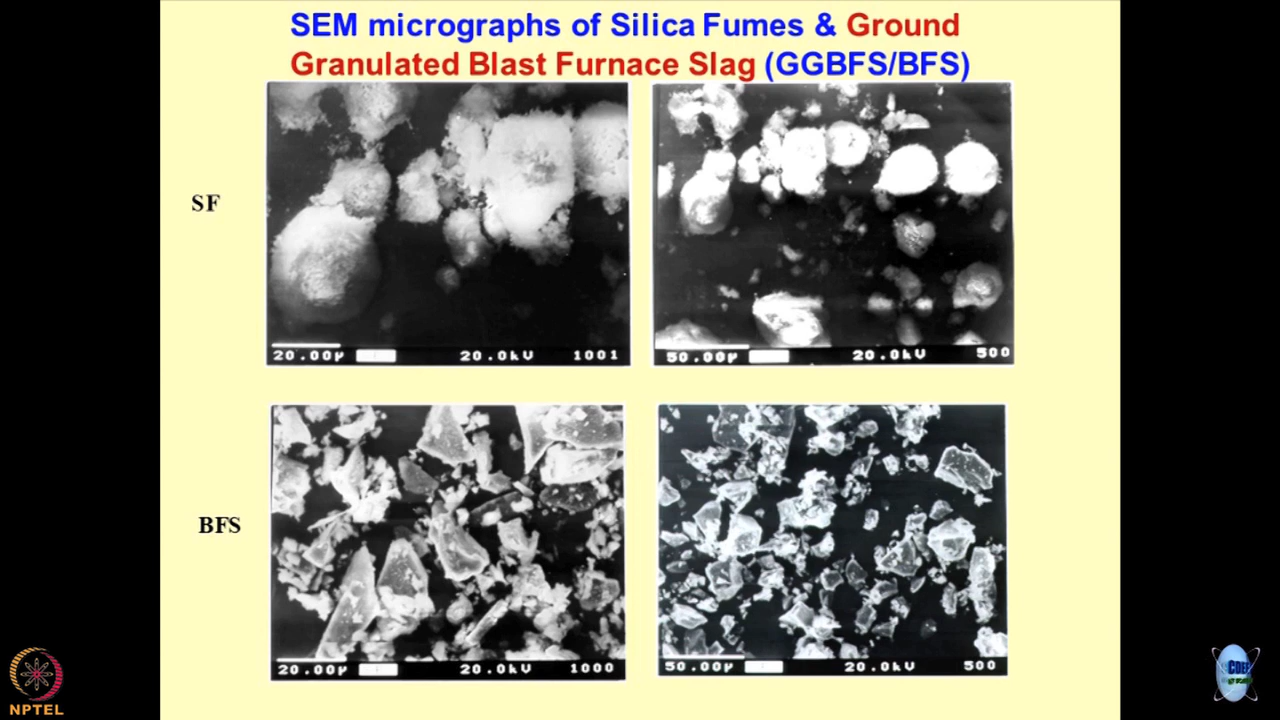 SEM micrographs of Silica Fumes & Ground
Granulated Blast Furnace Slag (GGBFS/BFS)
SF
20.00µ 20.0kV 1001
50.00µ 20.0kV 500
BFS
20.00µ 20.0kV 1000
50.00µ 20.0kV 500
NPTEL